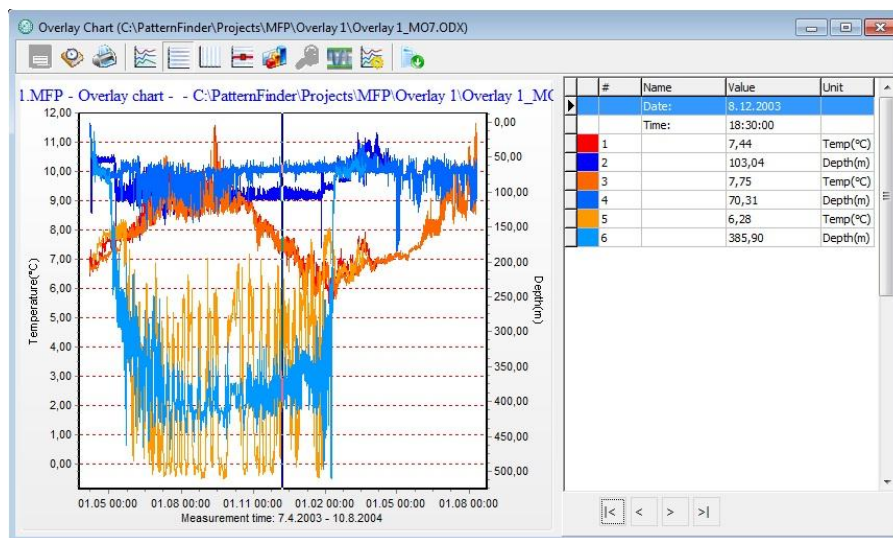 Overlay Chart (C:\PatternFinder\Projects\MFP\Overlay 1\Overlay 1_MO7.ODX)
1.MFP - Overlay chart - - C:\PatternFinder\Projects\MFP\Overlay 1\Overlay 1_MO
12,00
11,00
10,00
9,00
8,00
7,00
6,00
5,00
4,00
3,00
2,00
1,00
0,00
Temperature(°C)
0,00
50,00
100,00
150,00
200,00
250,00
300,00
350,00
400,00
450,00
500,00
Depth(m)
01.05 00:00 01.08 00:00 01.11 00:00 01.02 00:00 01.05 00:00 01.08 00:00
Measurement time: 7.4.2003 - 10.8.2004
# Name Value Unit
Date: 8.12.2003
Time: 18:30:00
1 7,44 Temp(°C)
2 103,04 Depth(m)
3 7,75 Temp(°C)
4 70,31 Depth(m)
5 6,28 Temp(°C)
6 385,90 Depth(m)
|< < > >|